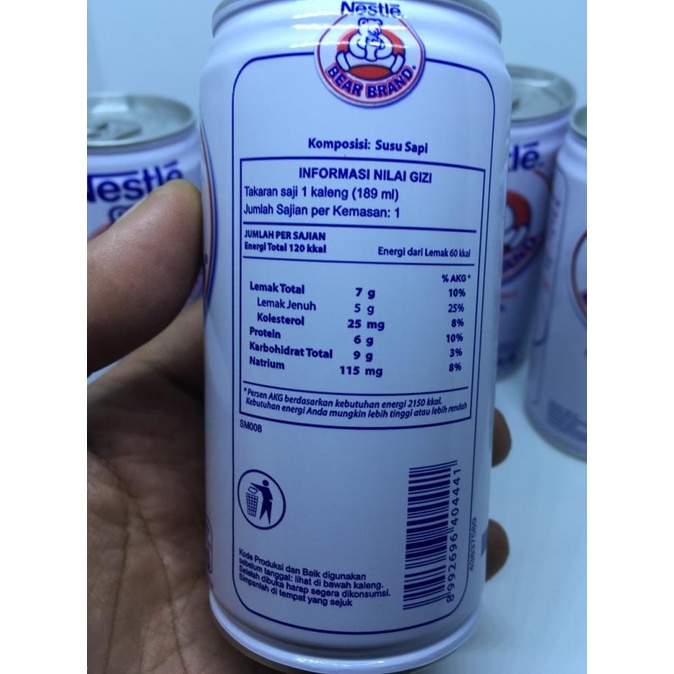 Nestlé
BEAR BRAND®
Komposisi: Susu Sapi
INFORMASI NILAI GIZI
Takaran saji 1 kaleng (189 ml)
Jumlah Sajian per Kemasan: 1
JUMLAH PER SAJIAN
Energi Total 120 kkal Energi dari Lemak 60 kkal
% AKG *
Lemak Total 7 g 10%
Lemak Jenuh 5 g 25%
Kolesterol 25 mg 8%
Protein 6 g 10%
Karbohidrat Total 9 g 3%
Natrium 115 mg 8%
*Persen AKG berdasarkan kebutuhan energi 2150 kkal.
Kebutuhan energi Anda mungkin lebih tinggi atau lebih rendah
SM008
Kode Produksi dan Baik digunakan
sebelum tanggal: lihat di bawah kaleng.
Setelah dibuka harap segera dikonsumsi.
Simpanlah di tempat yang sejuk
8 992696 404441
Nestlé
Nestlé